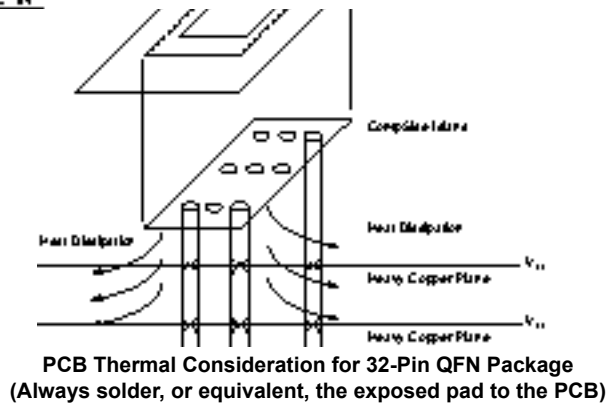 Heat Dissipation
Heat Dissipation
Heavy Copper Plane
Heavy Copper Plane
PCB Thermal Consideration for 32-Pin QFN Package
(Always solder, or equivalent, the exposed pad to the PCB)